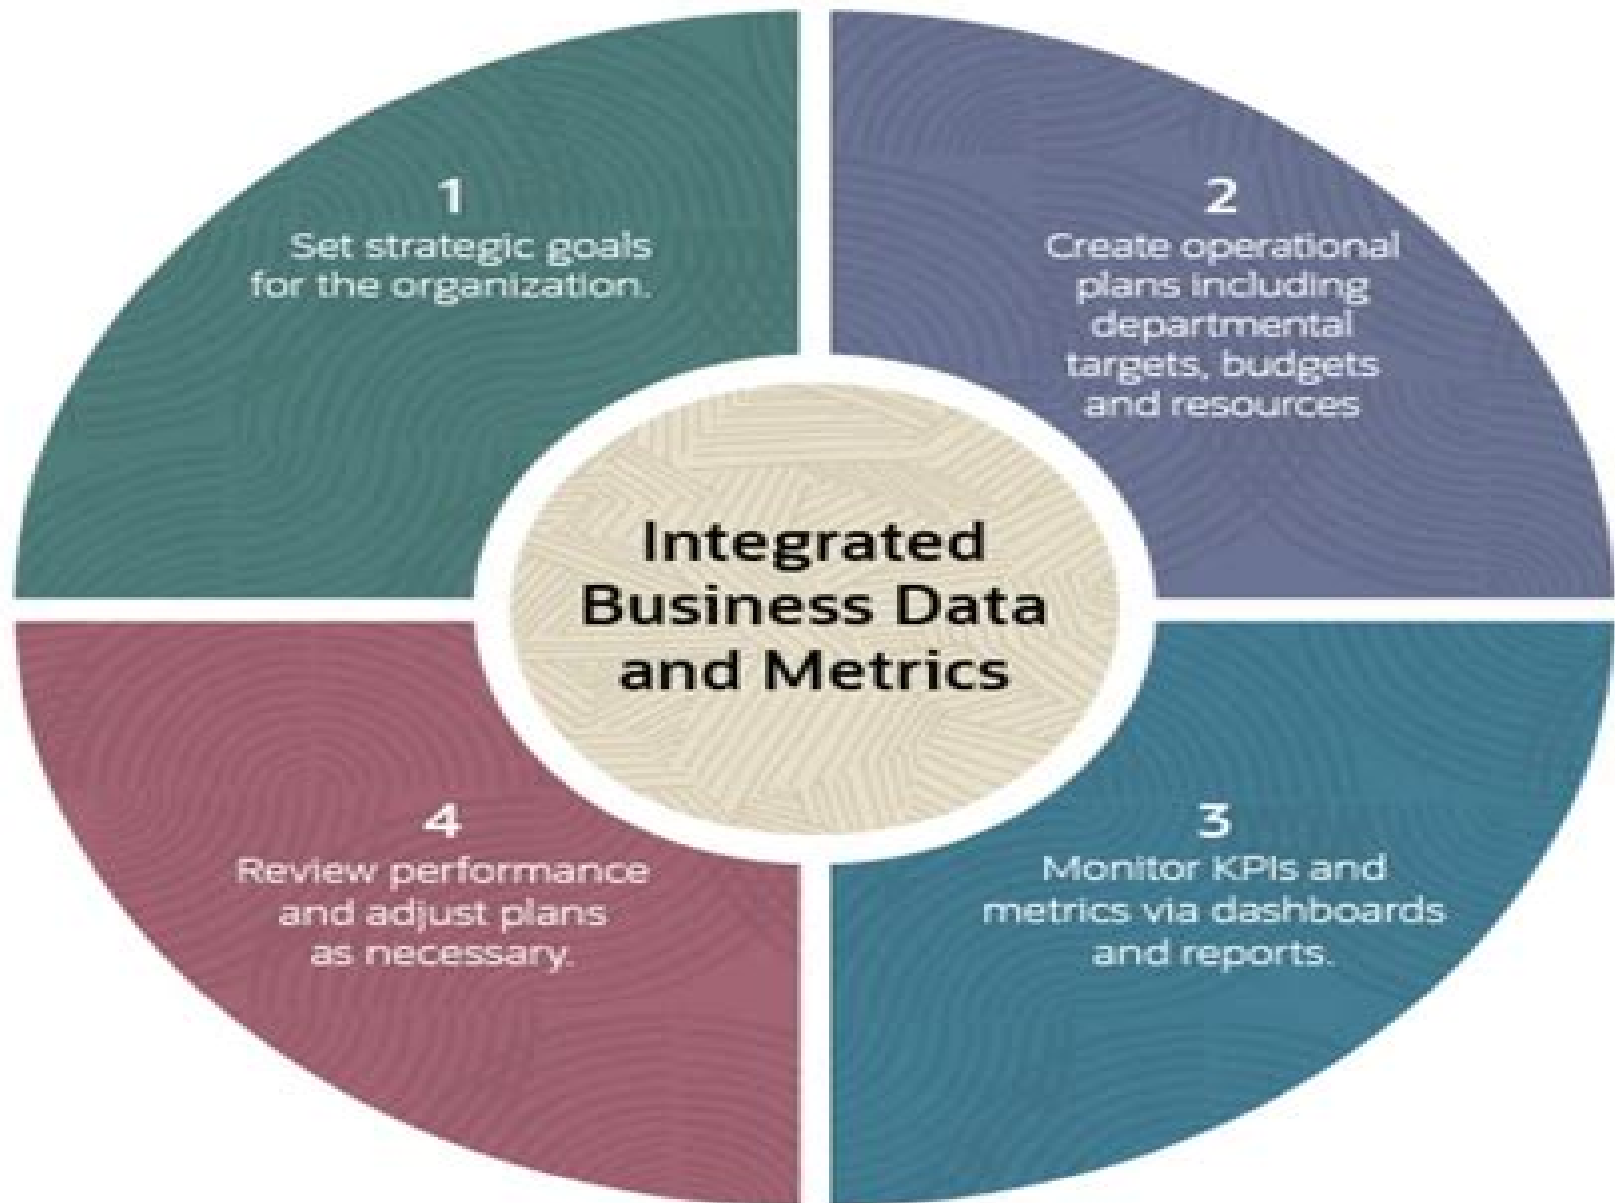 1
Set strategic goals
for the organization.
2
Create operational
plans including
departmental
targets, budgets
and resources
Integrated
Business Data
and Metrics
3
Monitor KPIs and
metrics via dashboards
and reports.
4
Review performance
and adjust plans
as necessary.